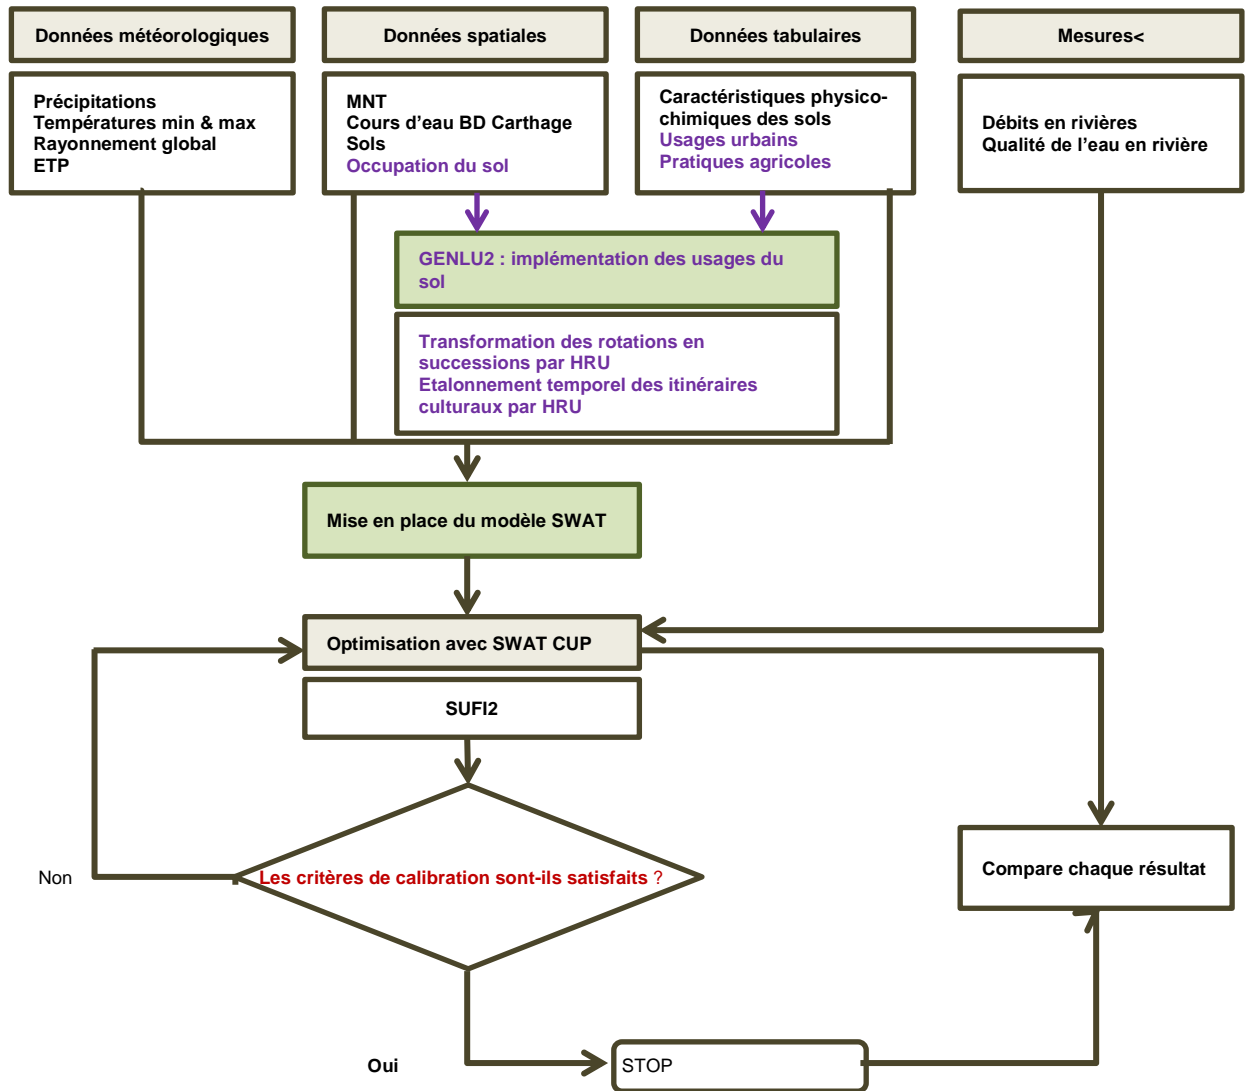 Données météorologiques
Données spatiales
Données tabulaires
Mesures<
Précipitations
Températures min & max
Rayonnement global
ETP
MNT
Cours d’eau BD Carthage
Sols
Occupation du sol
Caractéristiques physico-
chimiques des sols
Usages urbains
Pratiques agricoles
Débits en rivières
Qualité de l’eau en rivière
GENLU2 : implémentation des usages du
sol
Transformation des rotations en
successions par HRU
Etalonnement temporel des itinéraires
culturaux par HRU
Mise en place du modèle SWAT
Optimisation avec SWAT CUP
SUFI2
Non
Les critères de calibration sont-ils satisfaits ?
Compare chaque résultat
Oui
STOP